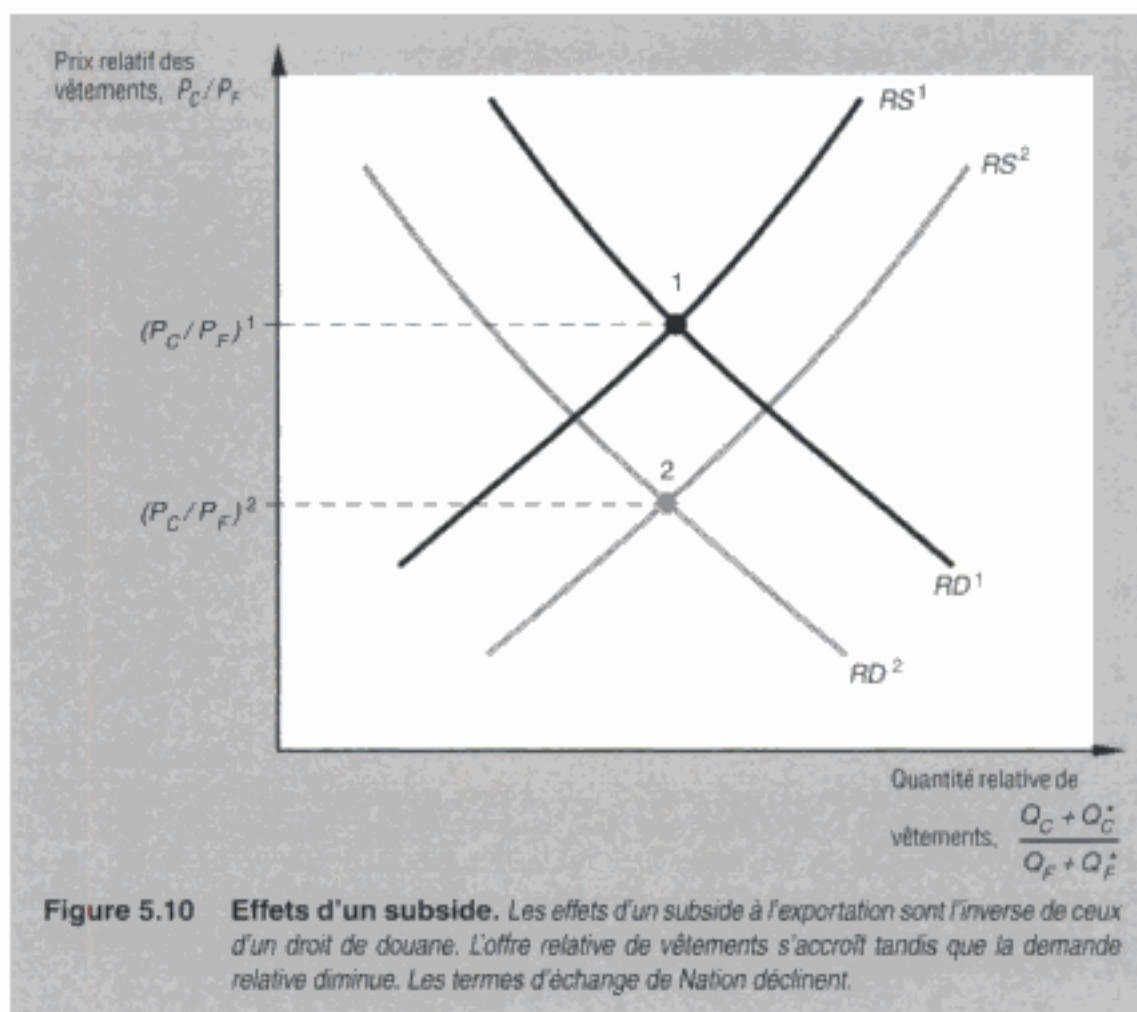 Prix relatif des
vêtements, P_C / P_F
RS¹
RS²
1
(P_C / P_F)¹
2
(P_C / P_F)²
RD¹
RD²
Quantité relative de
vêtements, (Q_C + Q_C*) / (Q_F + Q_F*)
Figure 5.10 Effets d'un subside. Les effets d'un subside à l'exportation sont l'inverse de ceux
d'un droit de douane. L'offre relative de vêtements s'accroît tandis que la demande
relative diminue. Les termes d'échange de Nation déclinent.